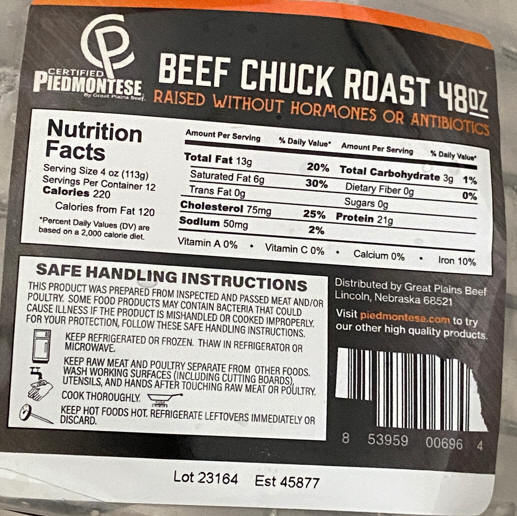 CERTIFIED
PIEDMONTESE
By Great Plains Beef
BEEF CHUCK ROAST 48OZ
RAISED WITHOUT HORMONES OR ANTIBIOTICS
Nutrition
Facts
Serving Size 4 oz (113g)
Servings Per Container 12
Calories 220
Calories from Fat 120
*Percent Daily Values (DV) are
based on a 2,000 calorie diet.
Amount Per Serving % Daily Value* Amount Per Serving % Daily Value*
Total Fat 13g 20% Total Carbohydrate 3g 1%
Saturated Fat 6g 30% Dietary Fiber 0g 0%
Trans Fat 0g Sugars 0g
Cholesterol 75mg 25% Protein 21g
Sodium 50mg 2%
Vitamin A 0% • Vitamin C 0% • Calcium 0% • Iron 10%
SAFE HANDLING INSTRUCTIONS
THIS PRODUCT WAS PREPARED FROM INSPECTED AND PASSED MEAT AND/OR
POULTRY. SOME FOOD PRODUCTS MAY CONTAIN BACTERIA THAT COULD
CAUSE ILLNESS IF THE PRODUCT IS MISHANDLED OR COOKED IMPROPERLY.
FOR YOUR PROTECTION, FOLLOW THESE SAFE HANDLING INSTRUCTIONS.
KEEP REFRIGERATED OR FROZEN. THAW IN REFRIGERATOR OR
MICROWAVE.
KEEP RAW MEAT AND POULTRY SEPARATE FROM OTHER FOODS.
WASH WORKING SURFACES (INCLUDING CUTTING BOARDS),
UTENSILS, AND HANDS AFTER TOUCHING RAW MEAT OR POULTRY.
COOK THOROUGHLY.
KEEP HOT FOODS HOT. REFRIGERATE LEFTOVERS IMMEDIATELY OR
DISCARD.
Distributed by Great Plains Beef
Lincoln, Nebraska 68521
Visit piedmontese.com to try
our other high quality products.
8 53959 00696 4
Lot 23164 Est 45877